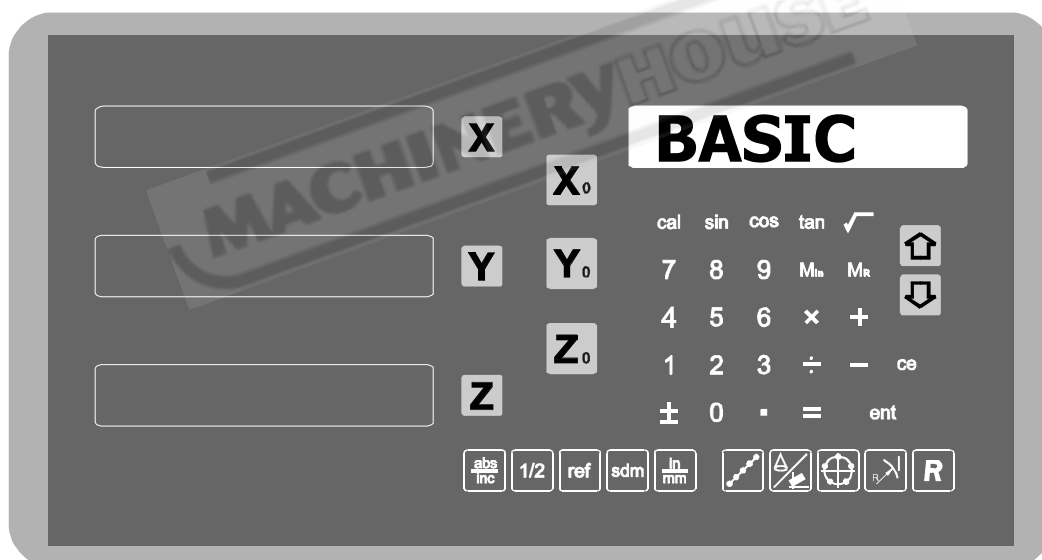 MACHINERYHOUSE
X
BASIC
X0
cal sin cos tan √
Y Y0 7 8 9 MIn MR
4 5 6 × +
Z0
1 2 3 ÷ − ce
Z
± 0 . = ent
abs
inc 1/2 ref sdm in
mm R R